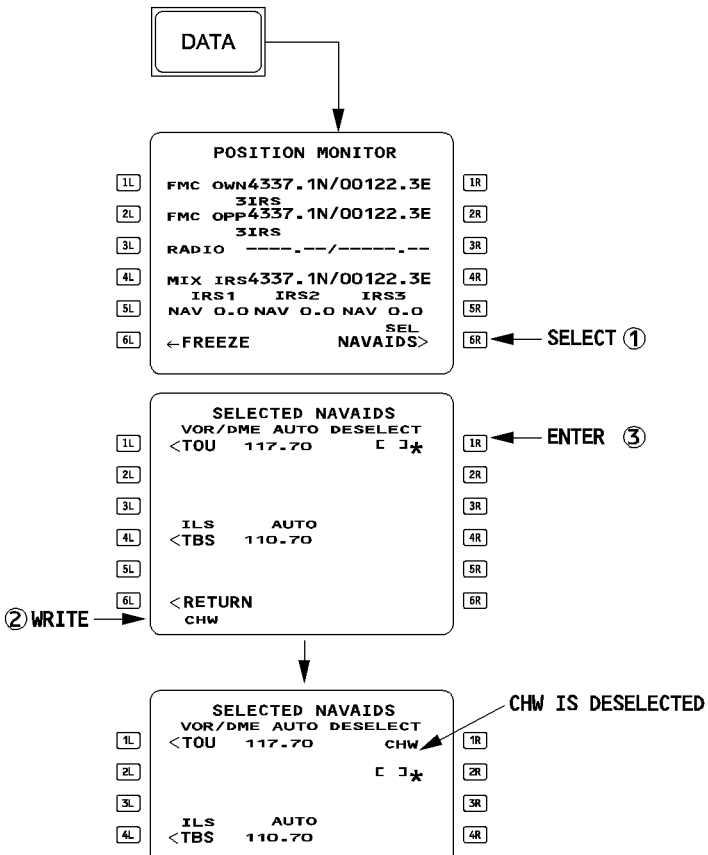 DATA
POSITION MONITOR
1L FMC OWN4337.1N/00122.3E 1R
3IRS
2L FMC OPP4337.1N/00122.3E 2R
3IRS
3L RADIO ----.--/-----.-- 3R
4L MIX IRS4337.1N/00122.3E 4R
IRS1 IRS2 IRS3
5L NAV 0.0 NAV 0.0 NAV 0.0 5R
SEL
6L ←FREEZE NAVAIDS> 6R SELECT ①
SELECTED NAVAIDS
VOR/DME AUTO DESELECT
1L <TOU 117.70 [ ]* 1R ENTER ③
2L 2R
3L 3R
ILS AUTO
4L <TBS 110.70 4R
5L 5R
6L <RETURN 6R
② WRITE CHW
SELECTED NAVAIDS CHW IS DESELECTED
VOR/DME AUTO DESELECT
1L <TOU 117.70 CHW 1R
2L [ ]* 2R
3L 3R
ILS AUTO
4L <TBS 110.70 4R